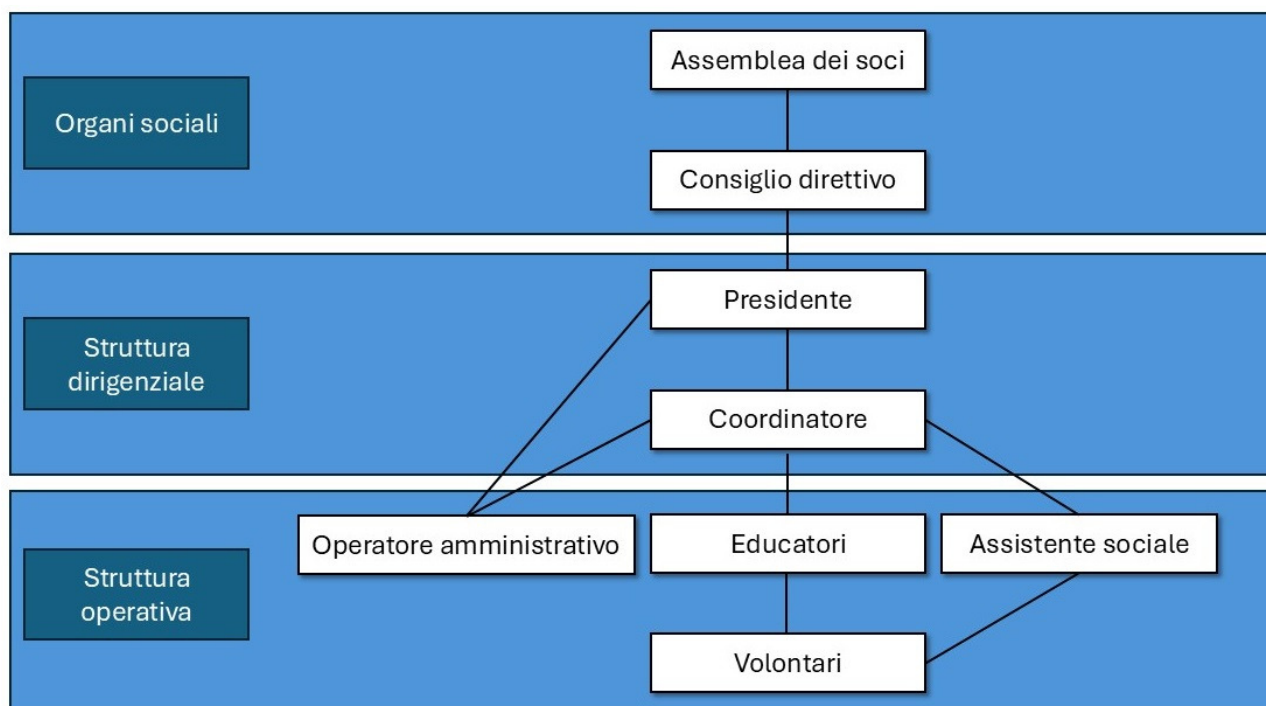 Organi sociali
Assemblea dei soci
Consiglio direttivo
Struttura
dirigenziale
Presidente
Coordinatore
Struttura
operativa
Operatore amministrativo
Educatori
Assistente sociale
Volontari